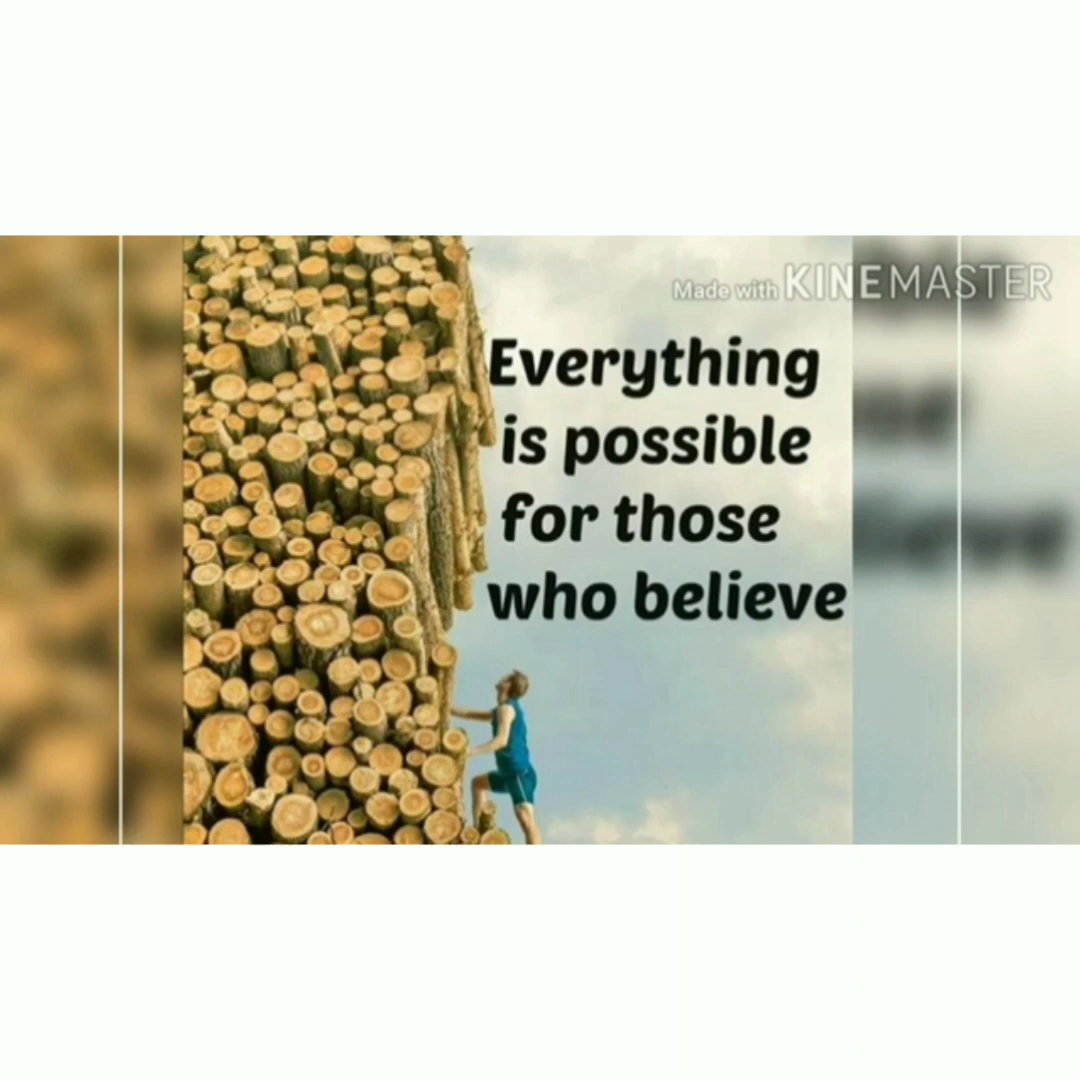 Made with KINEMASTER
Everything
is possible
for those
who believe